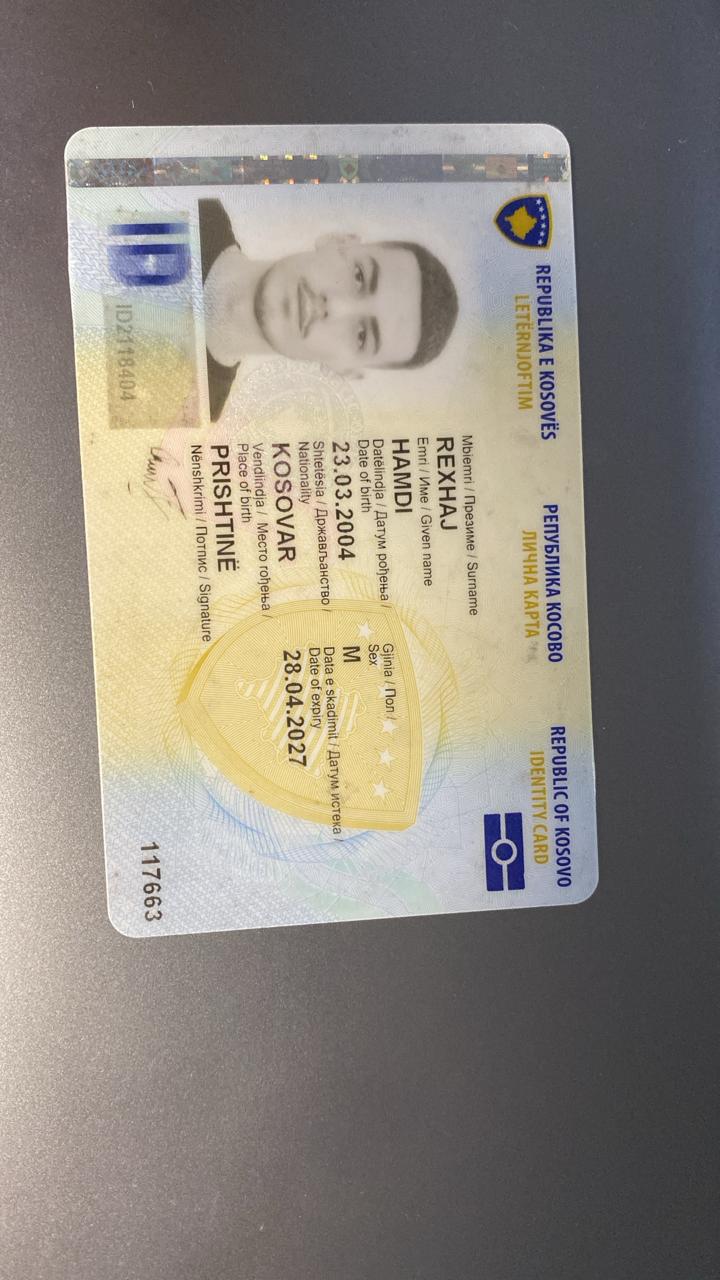 REPUBLIKA E KOSOVËS
LETËRNJOFTIM
РЕПУБЛИКА КОСОВО
ЛИЧНА КАРТА
REPUBLIC OF KOSOVO
IDENTITY CARD
Mbiemri / Презиме / Surname
REXHAJ
Emri / Име / Given name
HAMDI
Datëlindja / Датум рођења /
Date of birth
23.03.2004
Gjinia / Пол /
Sex
M
Shtetësia / Држављанство /
Nationality
KOSOVAR
Data e skadimit / Датум истека /
Date of expiry
28.04.2027
Vendlindja / Место rођења /
Place of birth
PRISHTINË
Nënshkrimi / Потпис / Signature
ID
ID2118404
117663